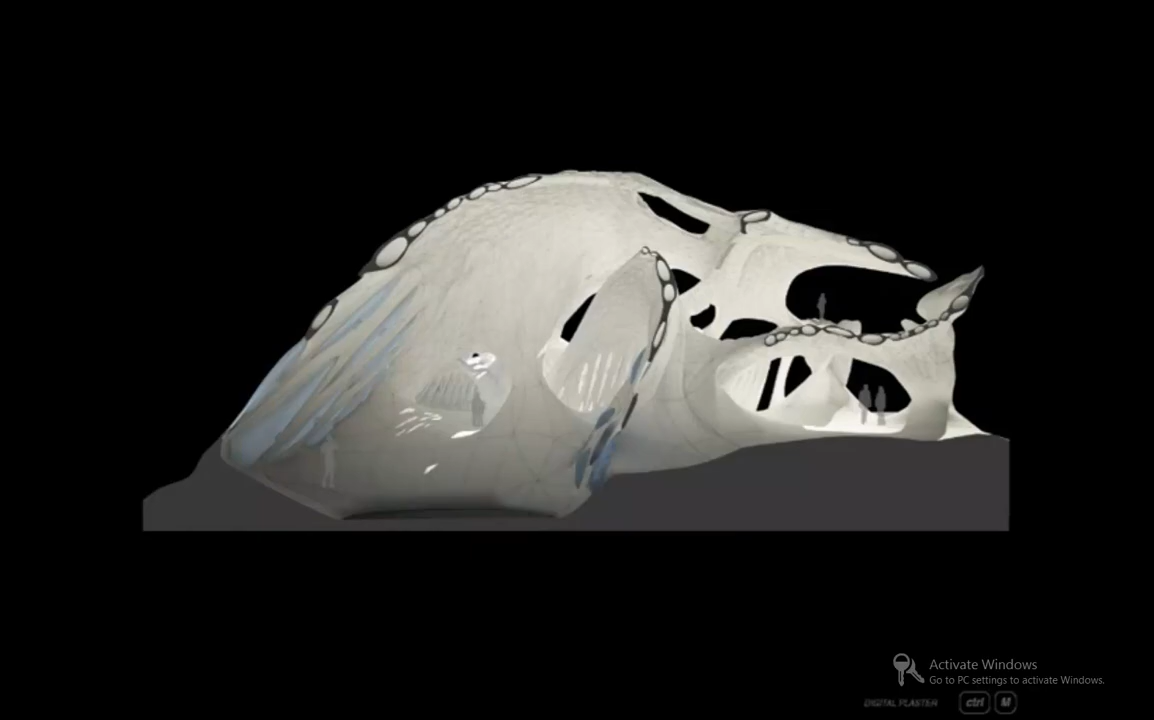 Activate Windows
Go to PC settings to activate Windows.
DIGITAL PLASTER ctrl M